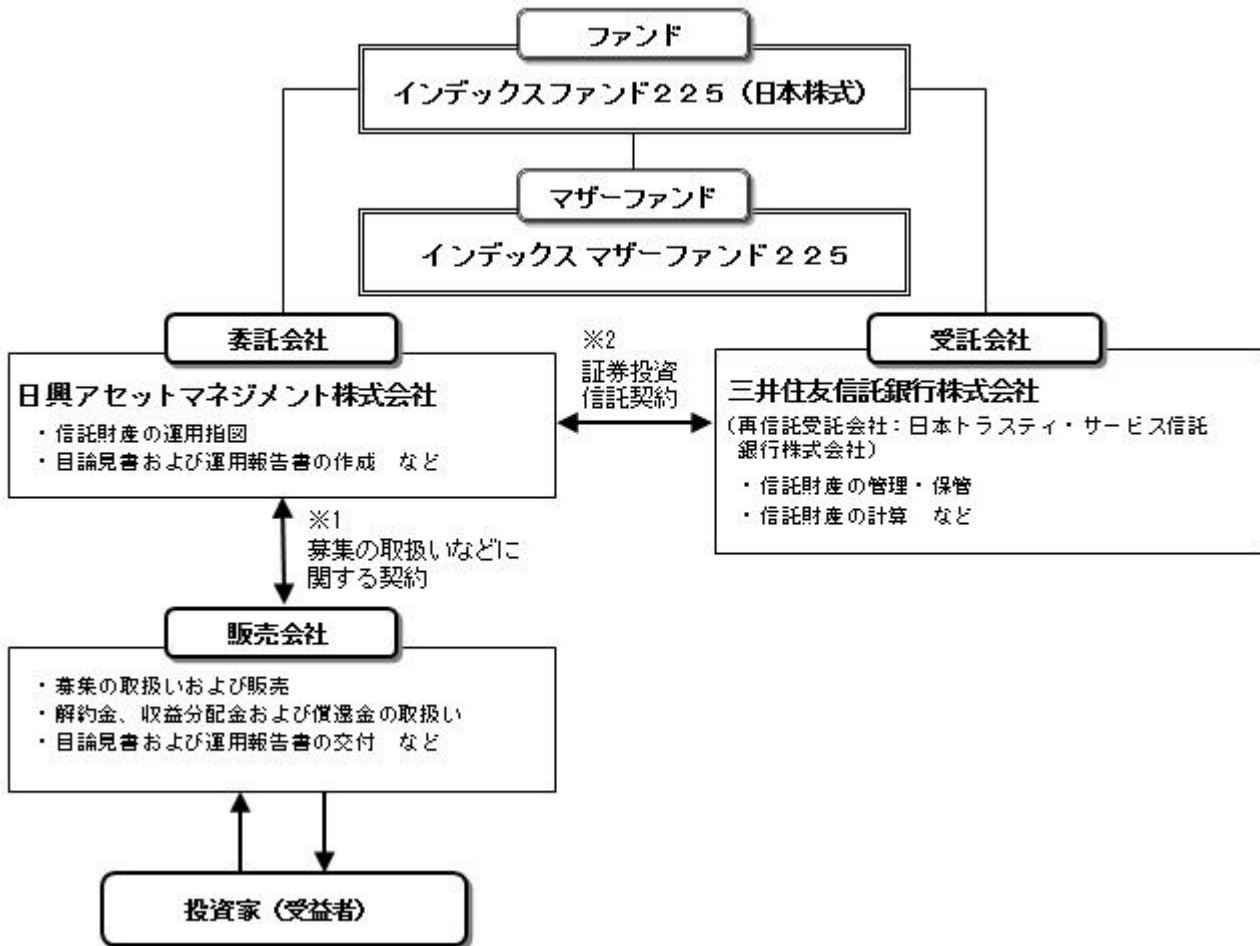 ファンド
インデックスファンド225（日本株式）
マザーファンド
インデックス マザーファンド225
委託会社
日興アセットマネジメント株式会社
・信託財産の運用指図
・目論見書および運用報告書の作成　など
※2
証券投資
信託契約
受託会社
三井住友信託銀行株式会社
（再信託受託会社：日本トラスティ・サービス信託
銀行株式会社）
・信託財産の管理・保管
・信託財産の計算　など
※1
募集の取扱いなどに
関する契約
販売会社
・募集の取扱いおよび販売
・解約金、収益分配金および償還金の取扱い
・目論見書および運用報告書の交付　など
投資家（受益者）